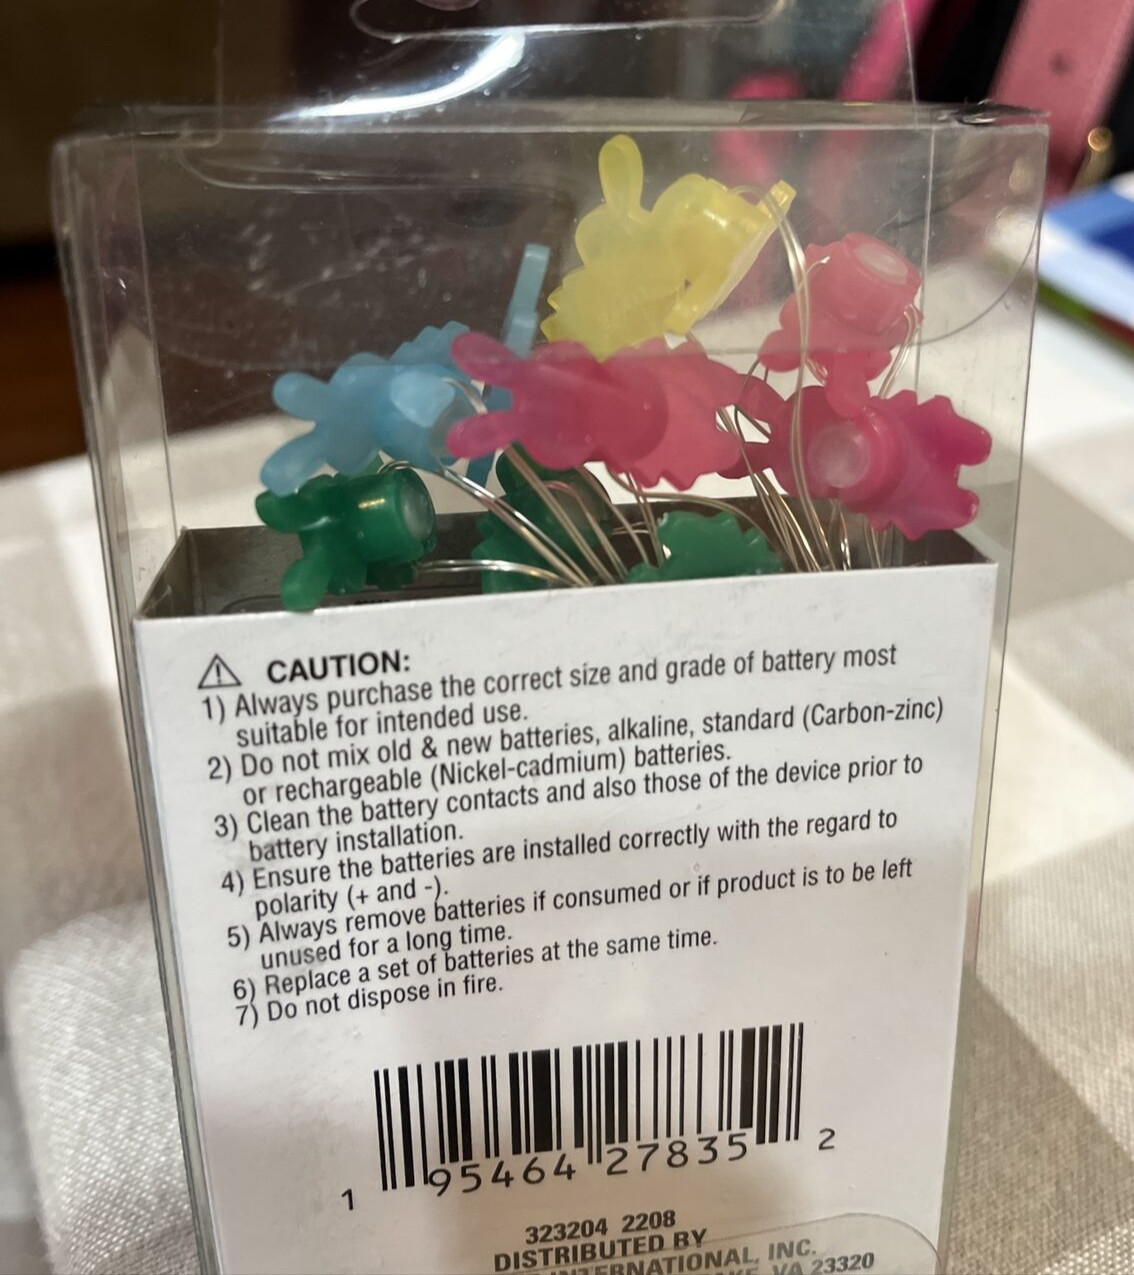 CAUTION:
1) Always purchase the correct size and grade of battery most
suitable for intended use.
2) Do not mix old & new batteries, alkaline, standard (Carbon-zinc)
or rechargeable (Nickel-cadmium) batteries.
3) Clean the battery contacts and also those of the device prior to
battery installation.
4) Ensure the batteries are installed correctly with the regard to
polarity (+ and -).
5) Always remove batteries if consumed or if product is to be left
unused for a long time.
6) Replace a set of batteries at the same time.
7) Do not dispose in fire.
1 95464 27835 2
323204 2208
DISTRIBUTED BY
INTERNATIONAL, INC.
VA 23320